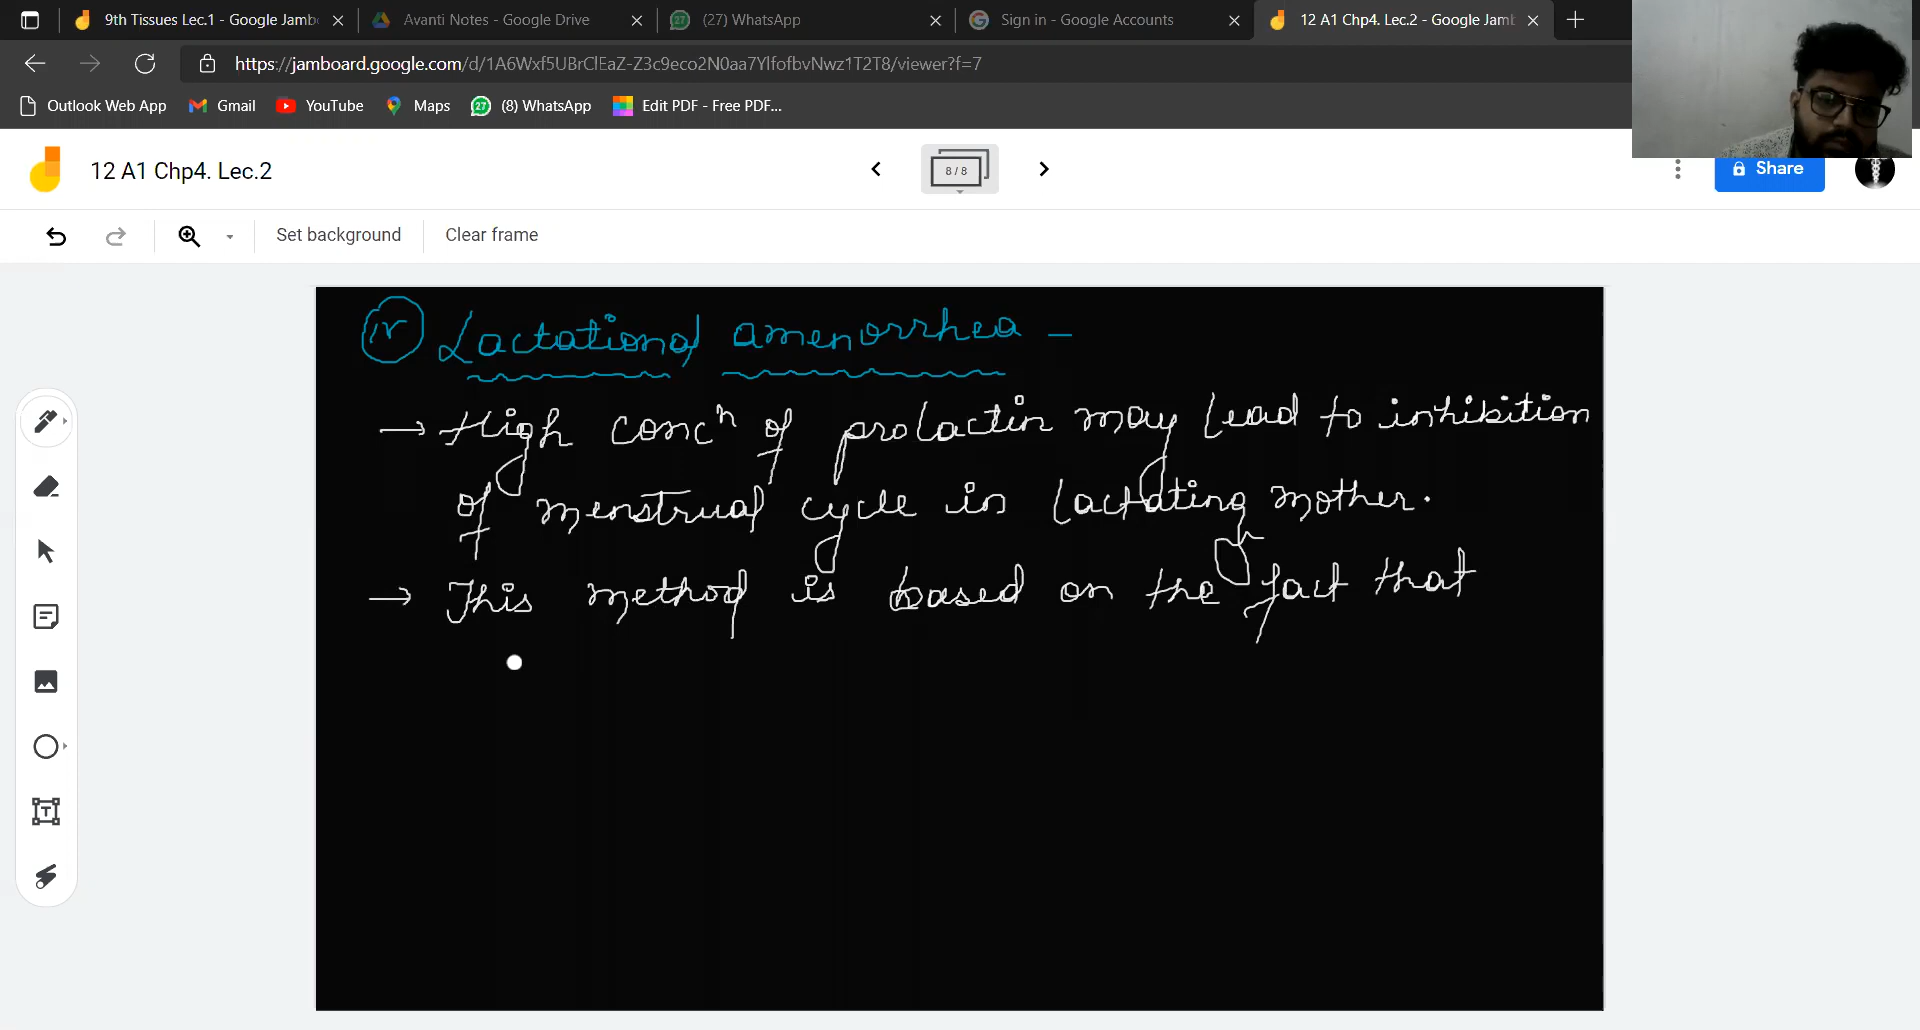 9th Tissues Lec.1 - Google Jamb
Avanti Notes - Google Drive
(27) WhatsApp
Sign in - Google Accounts
12 A1 Chp4. Lec.2 - Google Jamb
https://jamboard.google.com/d/1A6Wxf5UBrClEaZ-Z3c9eco2N0aa7YlfofbvNwz1T2T8/viewer?f=7
Outlook Web App
Gmail
YouTube
Maps
(8) WhatsApp
Edit PDF - Free PDF...
12 A1 Chp4. Lec.2
8 / 8
Share
Set background
Clear frame
iv Lactational amenorrhea –
→ High concⁿ of prolactin may lead to inhibition
of menstrual cycle in lactating mother.
→ This method is based on the fact that